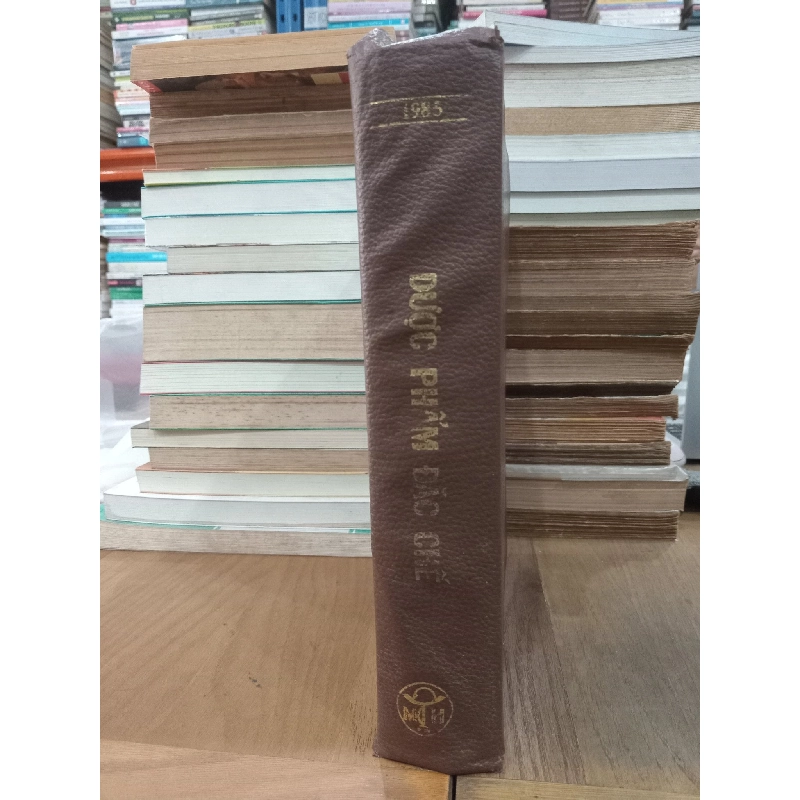 1985
DƯỢC PHẨM ĐẶC CHẾ